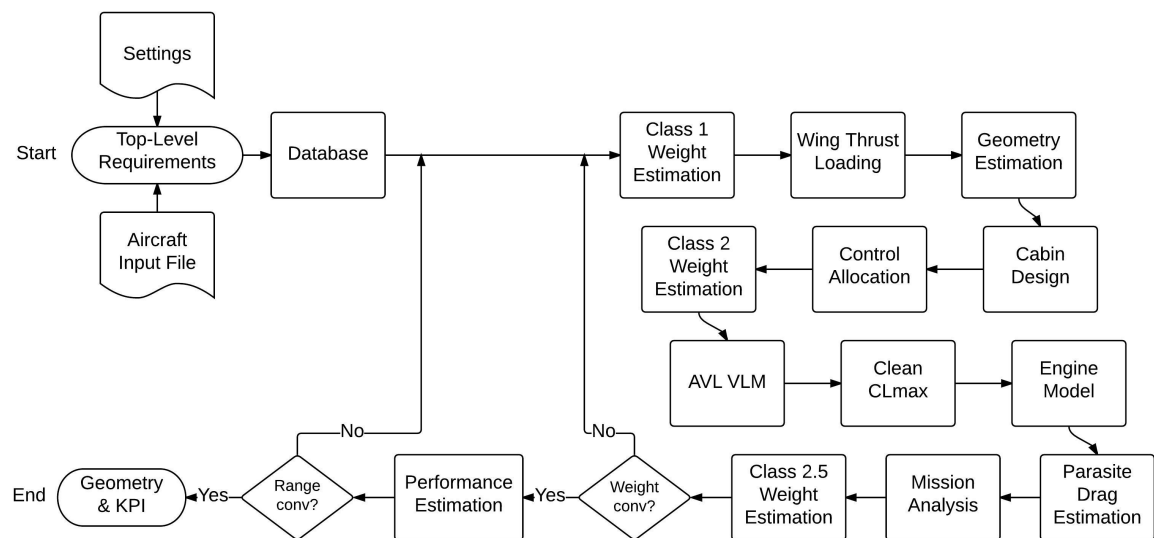 Settings
Start
Top-Level
Requirements
Database
Class 1
Weight
Estimation
Wing Thrust
Loading
Geometry
Estimation
Aircraft
Input File
Class 2
Weight
Estimation
Control
Allocation
Cabin
Design
AVL VLM
Clean
CLmax
Engine
Model
No
No
End
Geometry
& KPI
Yes
Range
conv?
Performance
Estimation
Yes
Weight
conv?
Class 2.5
Weight
Estimation
Mission
Analysis
Parasite
Drag
Estimation